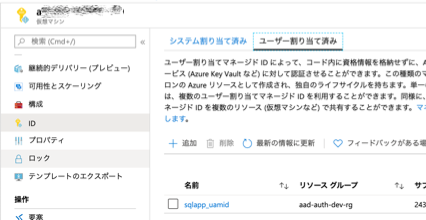 仮想マシン
検索 (Cmd+/)
継続的デリバリー (プレビュー)
可用性とスケーリング
構成
ID
プロパティ
ロック
テンプレートのエクスポート
操作
要塞
システム割り当て済み
ユーザー割り当て済み
ユーザー割り当てマネージド ID によって、コード内に資格情報を格納せずに、
ービス (Azure Key Vault など) に対して認証させることができます。この種類のマ
ロンの Azure リソースとして作成され、独自のライフサイクルを持ちます。単一
は、複数のユーザー割り当てマネージド ID を利用することができます。同様に、
ネージド ID を複数のリソース (仮想マシンなど) で共有することができます。
します。
追加
削除
最新の情報に更新
フィードバックがある場
名前
リソース グループ
サブ
sqlapp_uamid
aad-auth-dev-rg
243